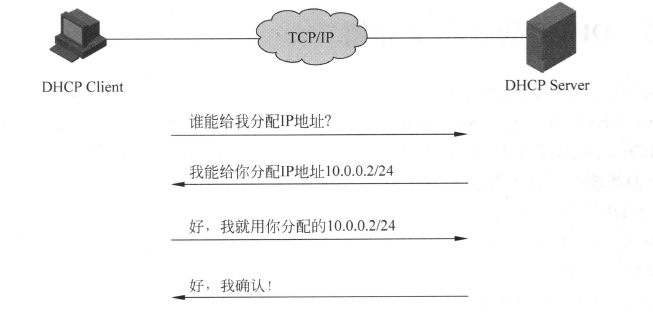 TCP/IP
DHCP Client
DHCP Server
谁能给我分配IP地址?
我能给你分配IP地址10.0.0.2/24
好，我就用你分配的10.0.0.2/24
好，我确认!